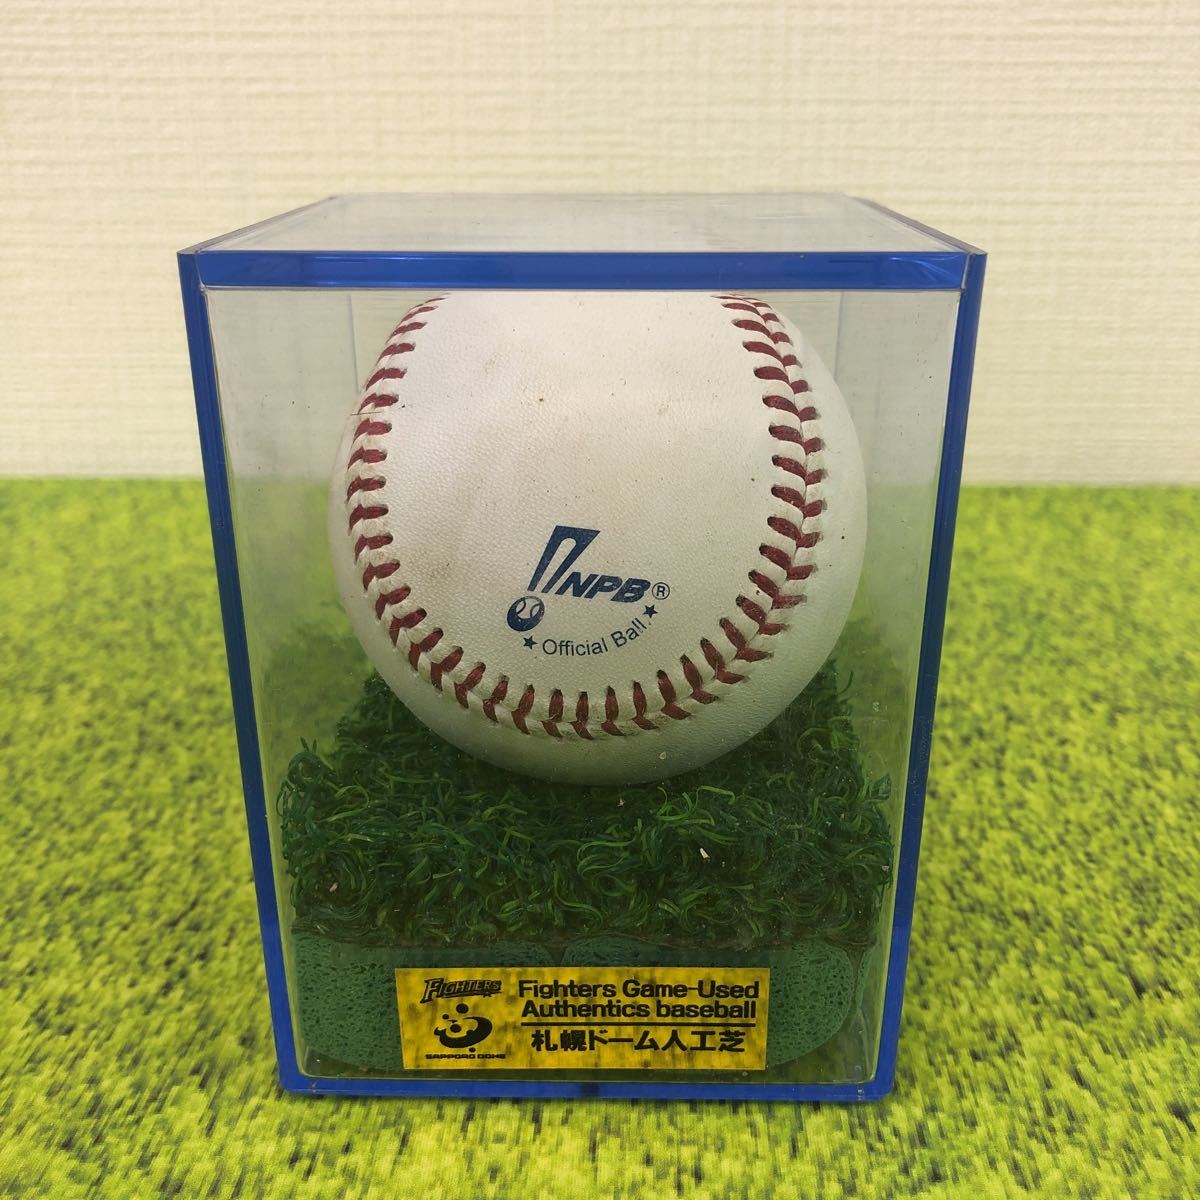 NPB®
★ Official Ball ★
FIGHTERS
SAPPORO DOME
Fighters Game-Used
Authentics baseball
札幌ドーム人工芝